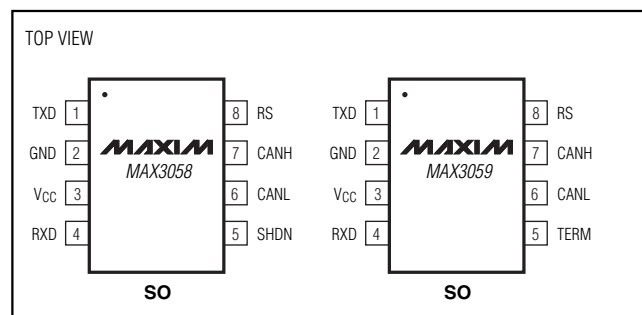 TOP VIEW
TXD 1
GND 2
VCC 3
RXD 4
MAXIM
MAX3058
8 RS
7 CANH
6 CANL
5 SHDN
SO
TXD 1
GND 2
VCC 3
RXD 4
MAXIM
MAX3059
8 RS
7 CANH
6 CANL
5 TERM
SO